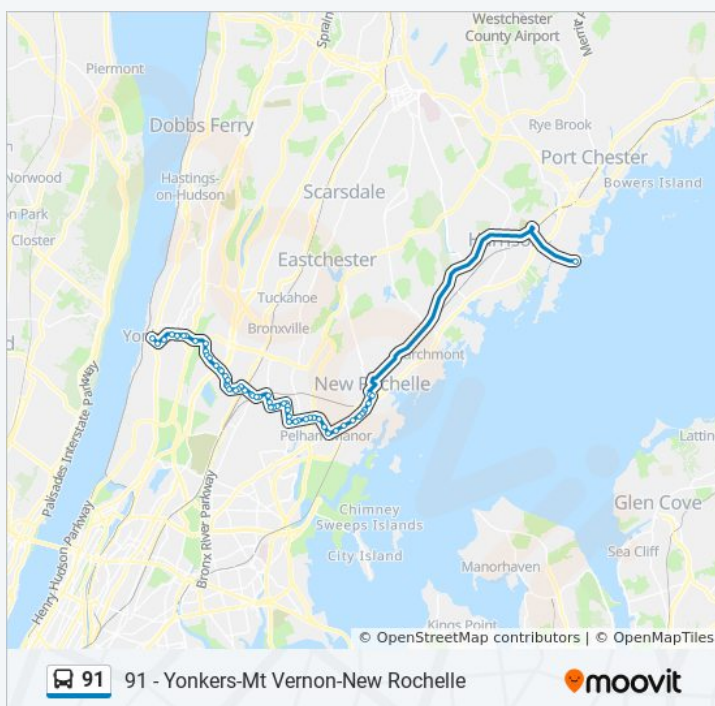 Westchester
County Airport
Piermont
Dobbs Ferry
Rye Brook
Port Chester
Bowers Island
Norwood
Hastings-
on-Hudson
Scarsdale
Closter
Eastchester
Tuckahoe
Bronxville
New Rochelle
Pelham Manor
Palisades Interstate Parkway
Bronx River Parkway
Henry Hudson Parkway
Chimney
Sweeps Islands
City Island
Glen Cove
Sea Cliff
Manorhaven
Kings Point
© OpenStreetMap contributors | © OpenMapTiles
91 91 - Yonkers-Mt Vernon-New Rochelle moovit